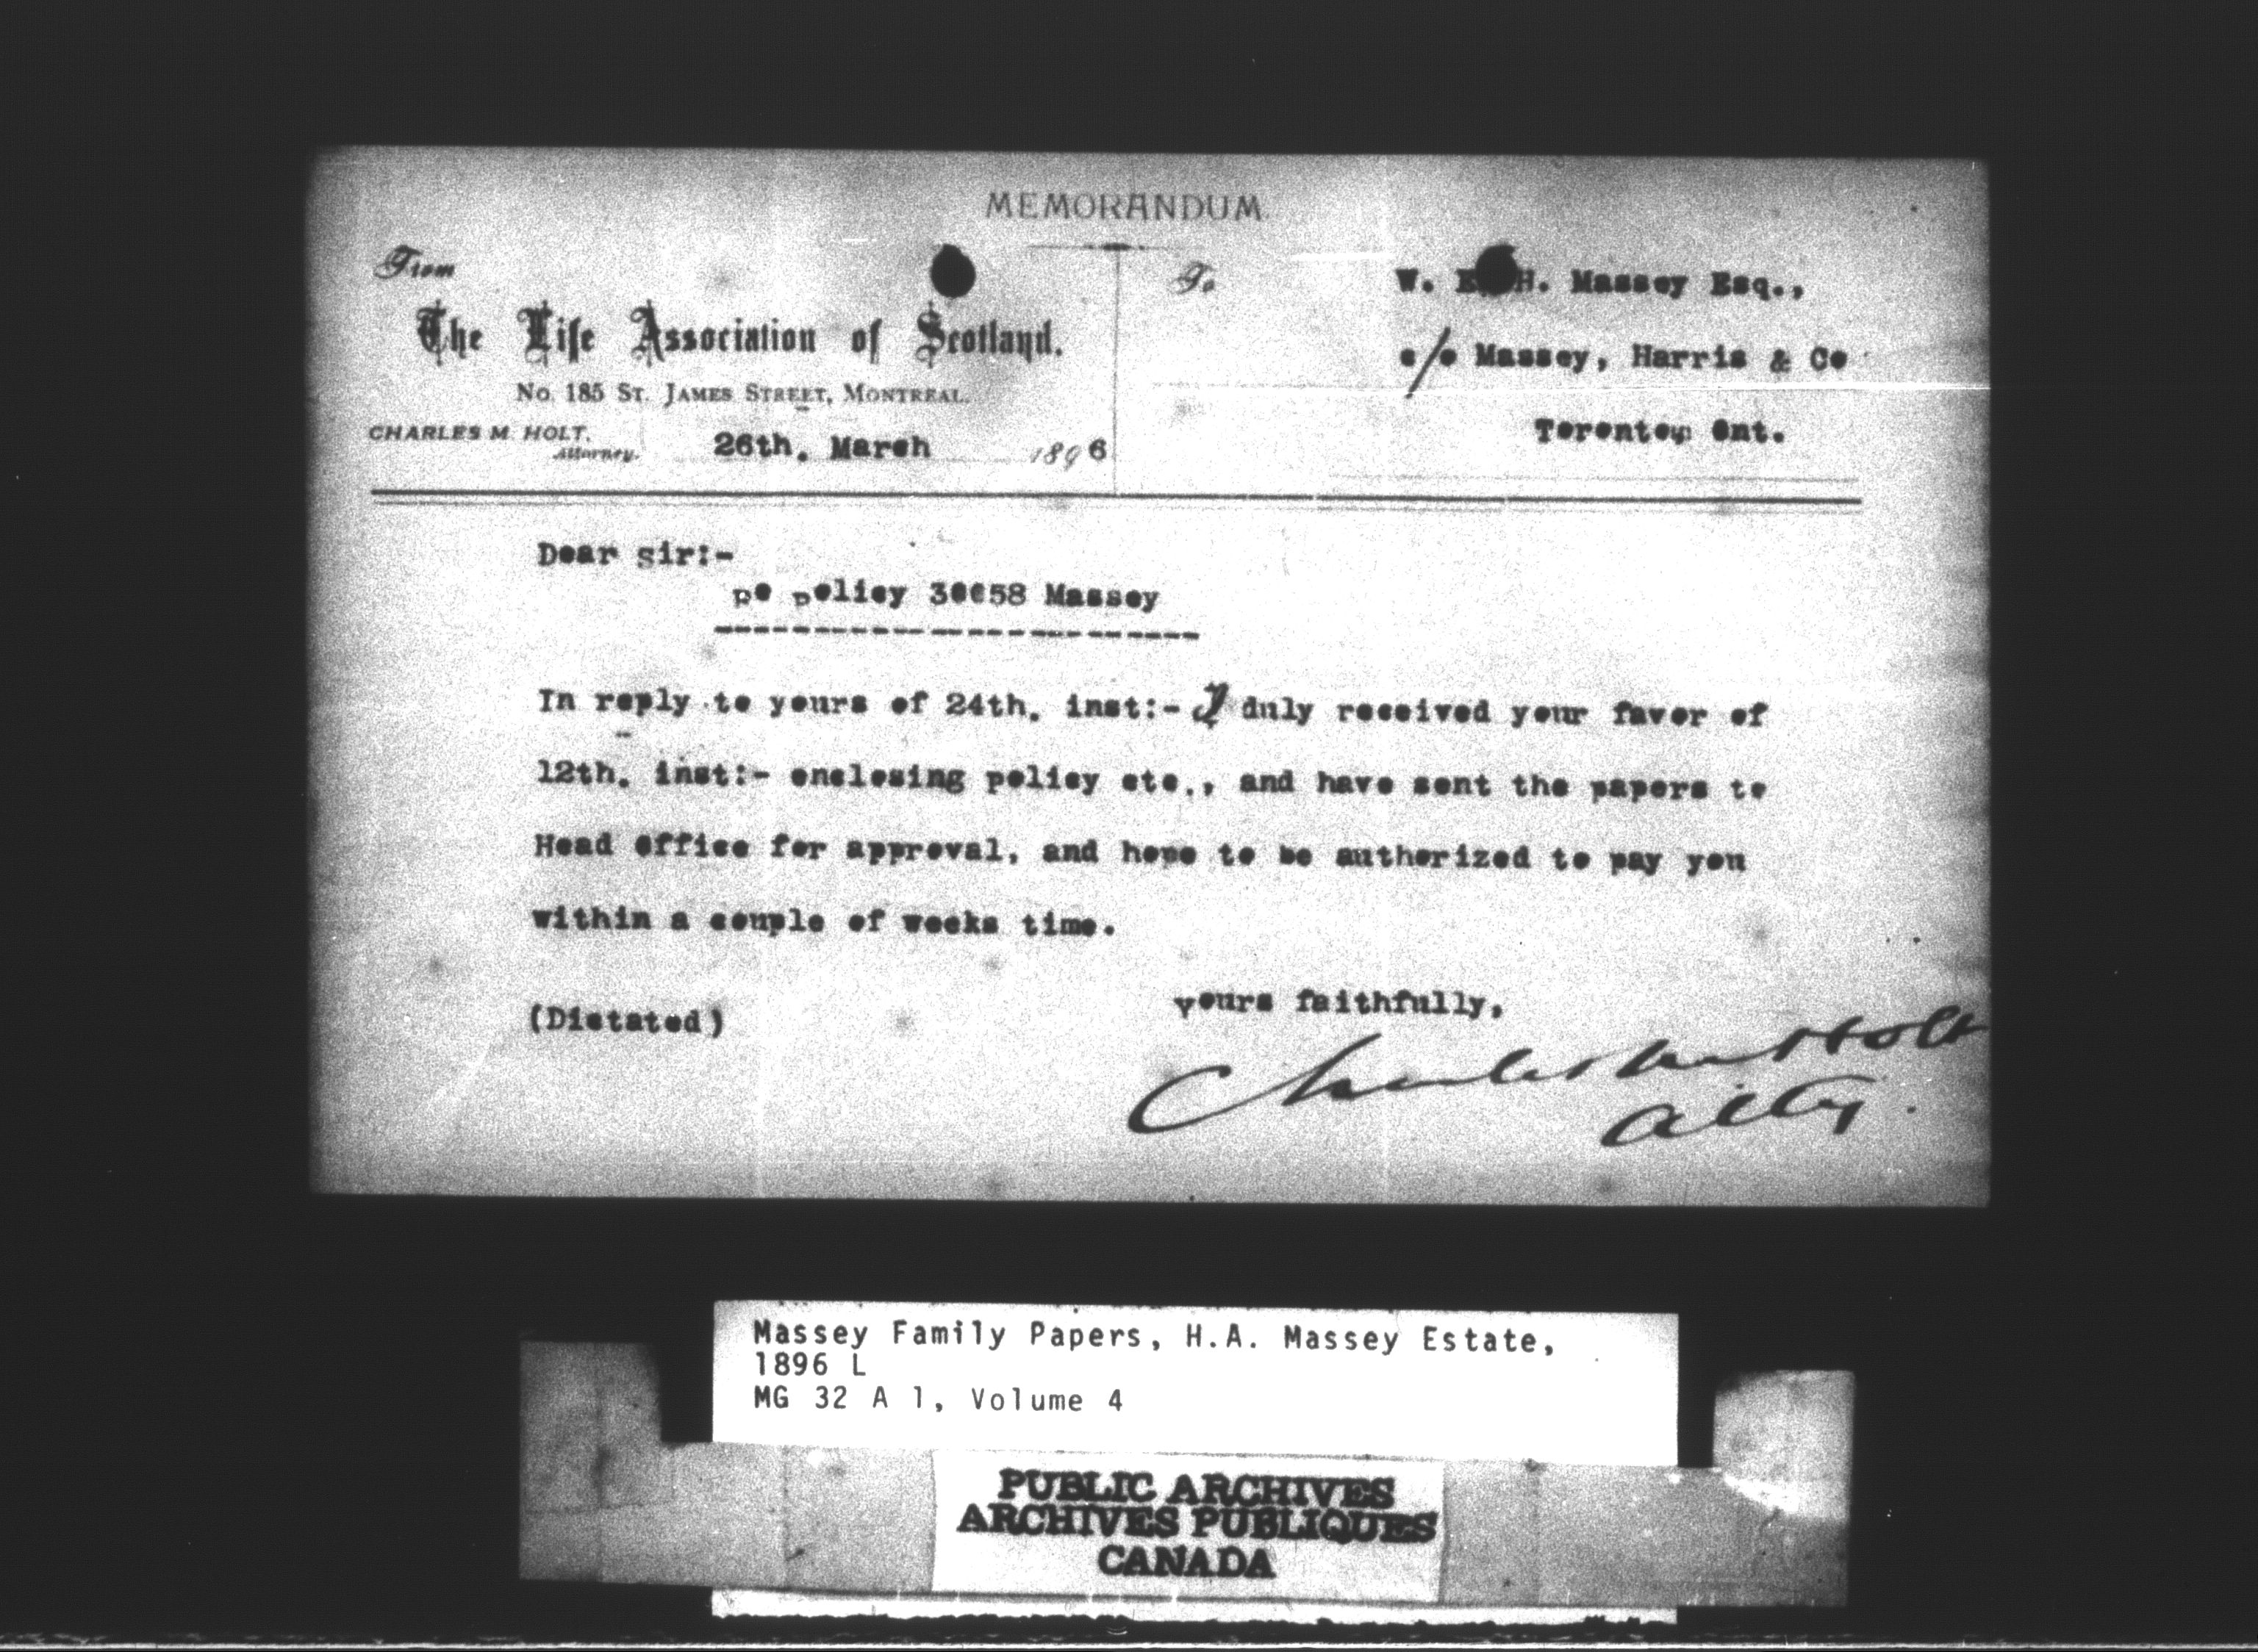 MEMORANDUM.
From
The Life Association of Scotland.
No. 185 St. James Street, Montreal.
CHARLES M. HOLT,
Attorney.
26th. March 1896
To
W. E. H. Massey Esq.,
c/o Massey, Harris & Co
Toronto, Ont.
Dear sir:-
Re policy Massey
------------------------
In reply to yours of 24th. inst:- I duly received your favor of
12th. inst:- enclosing policy etc., and have sent the papers to
Head office for approval, and hope to be authorized to pay you
within a couple of weeks time.
(Dictated)
yours faithfully,
Charles M Holt
Atty.
Massey Family Papers, H.A. Massey Estate,
1896 L
MG 32 A 1, Volume 4
PUBLIC ARCHIVES
ARCHIVES PUBLIQUES
CANADA